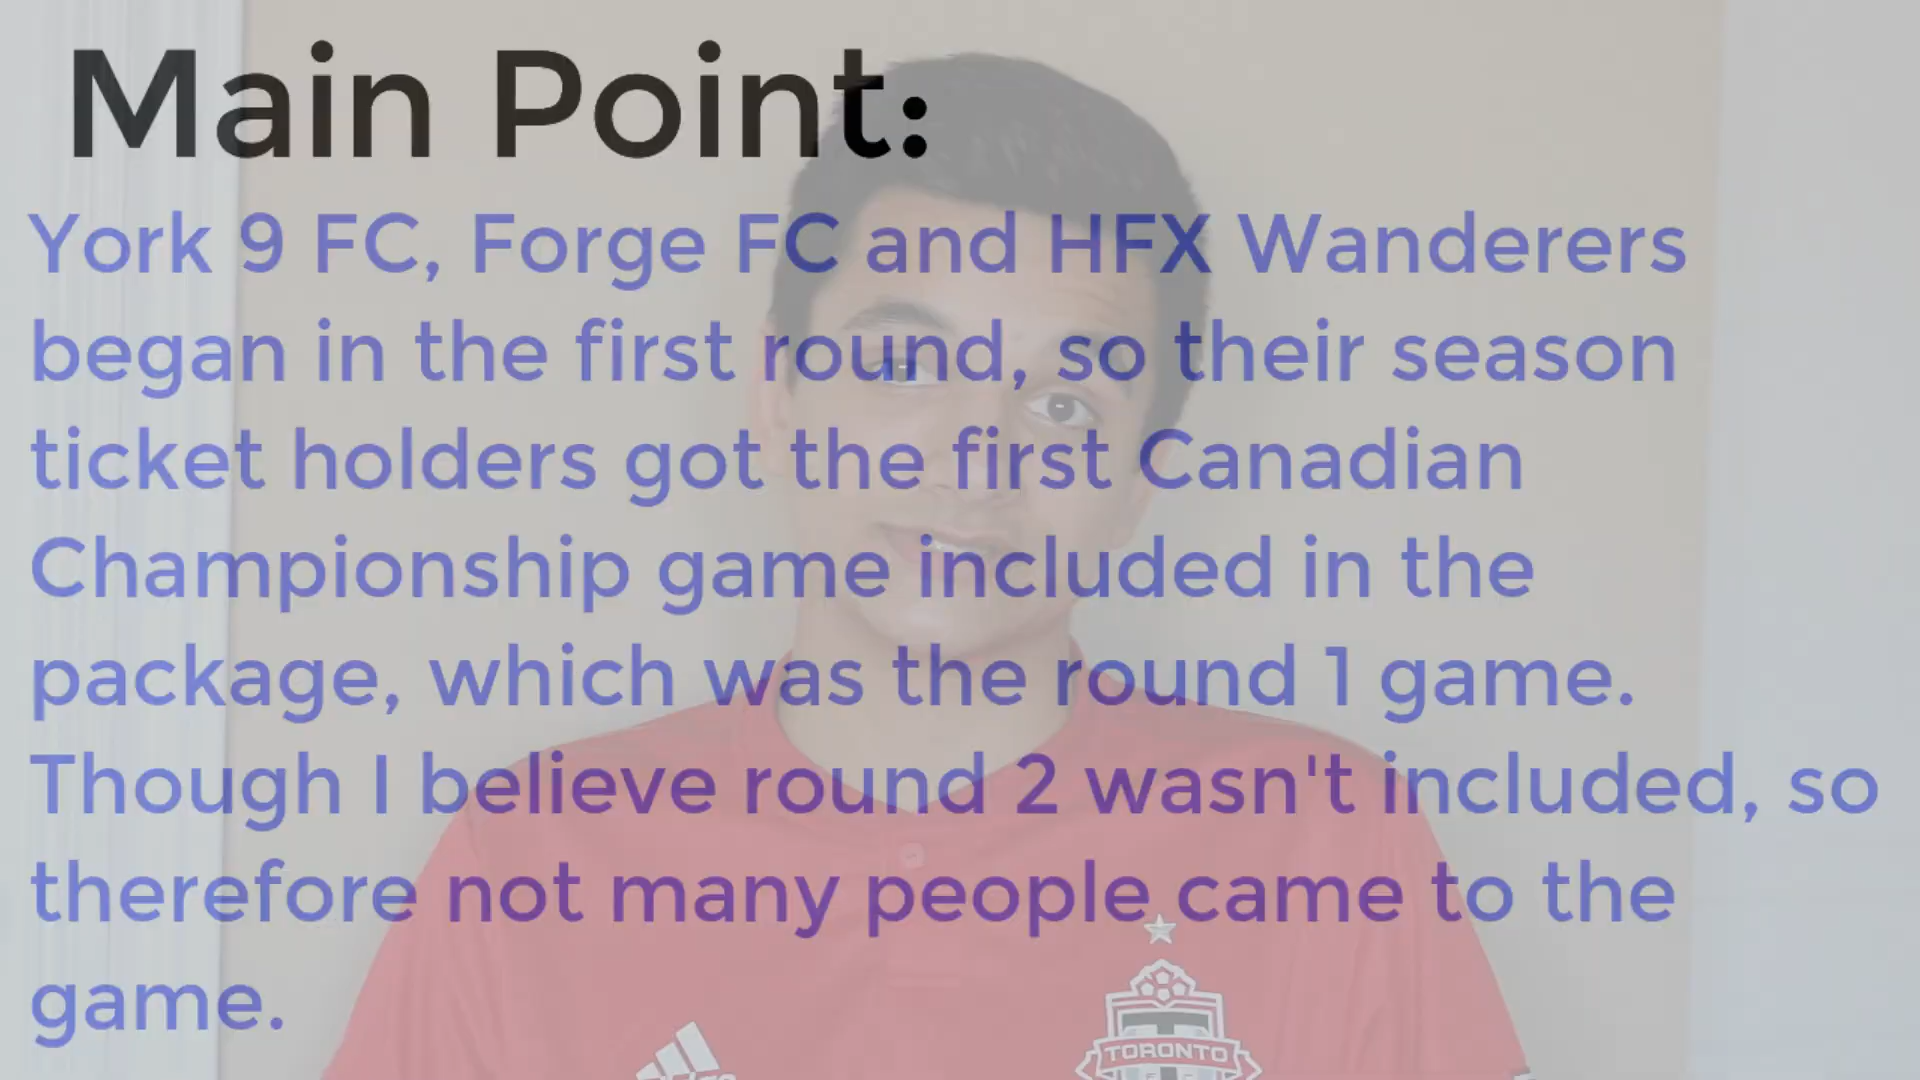 Main Point:
York 9 FC, Forge FC and HFX Wanderers
began in the first round, so their season
ticket holders got the first Canadian
Championship game included in the
package, which was the round 1 game.
Though I believe round 2 wasn't included, so
therefore not many people came to the
game.
adidas
TORONTO
FC